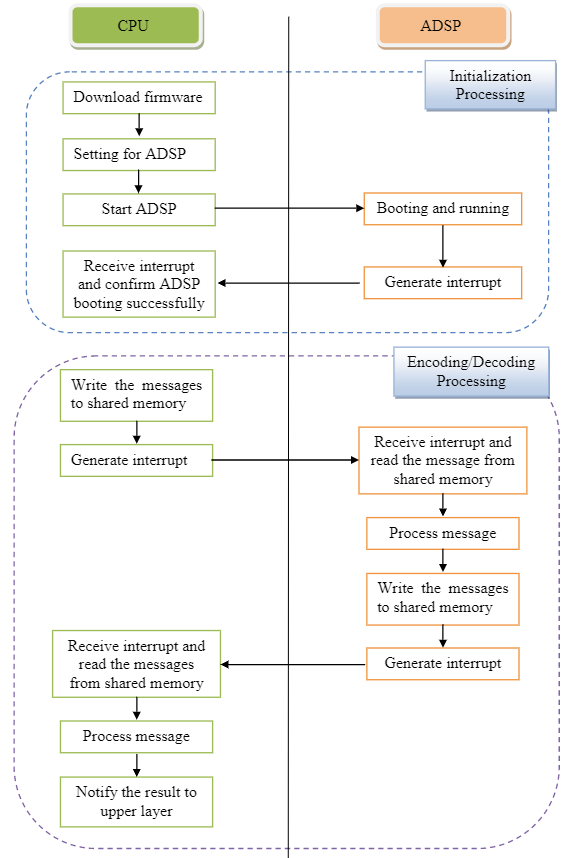 CPU
ADSP
Initialization
Processing
Download firmware
Setting for ADSP
Start ADSP
Booting and running
Receive interrupt
and confirm ADSP
booting successfully
Generate interrupt
Encoding/Decoding
Processing
Write the messages
to shared memory
Generate interrupt
Receive interrupt and
read the message from
shared memory
Process message
Write the messages
to shared memory
Generate interrupt
Receive interrupt and
read the messages
from shared memory
Process message
Notify the result to
upper layer